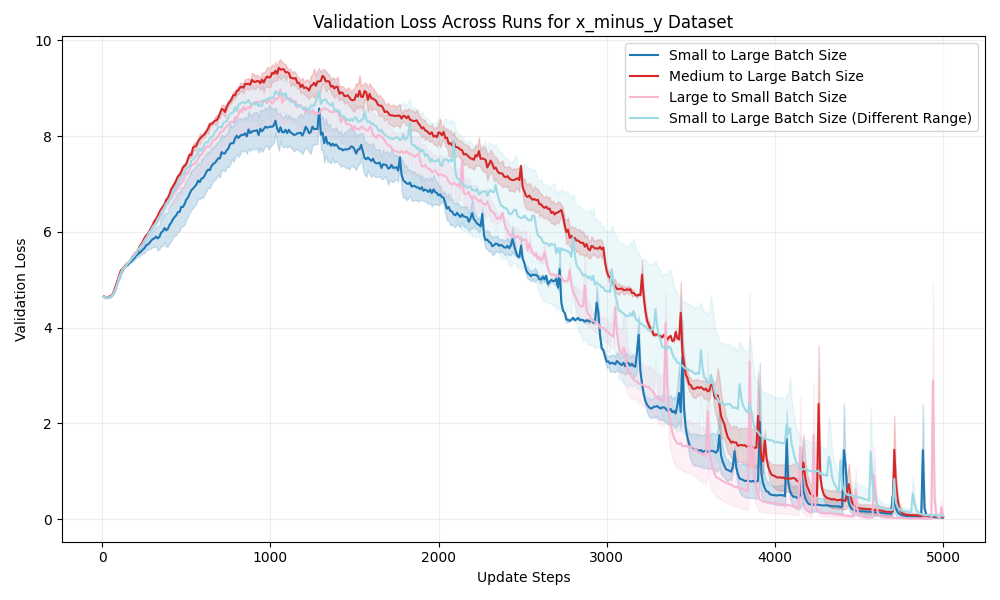 Validation Loss Across Runs for x_minus_y Dataset
Small to Large Batch Size
Medium to Large Batch Size
Large to Small Batch Size
Small to Large Batch Size (Different Range)
Validation Loss
10
8
6
4
2
0
0
1000
2000
3000
4000
5000
Update Steps